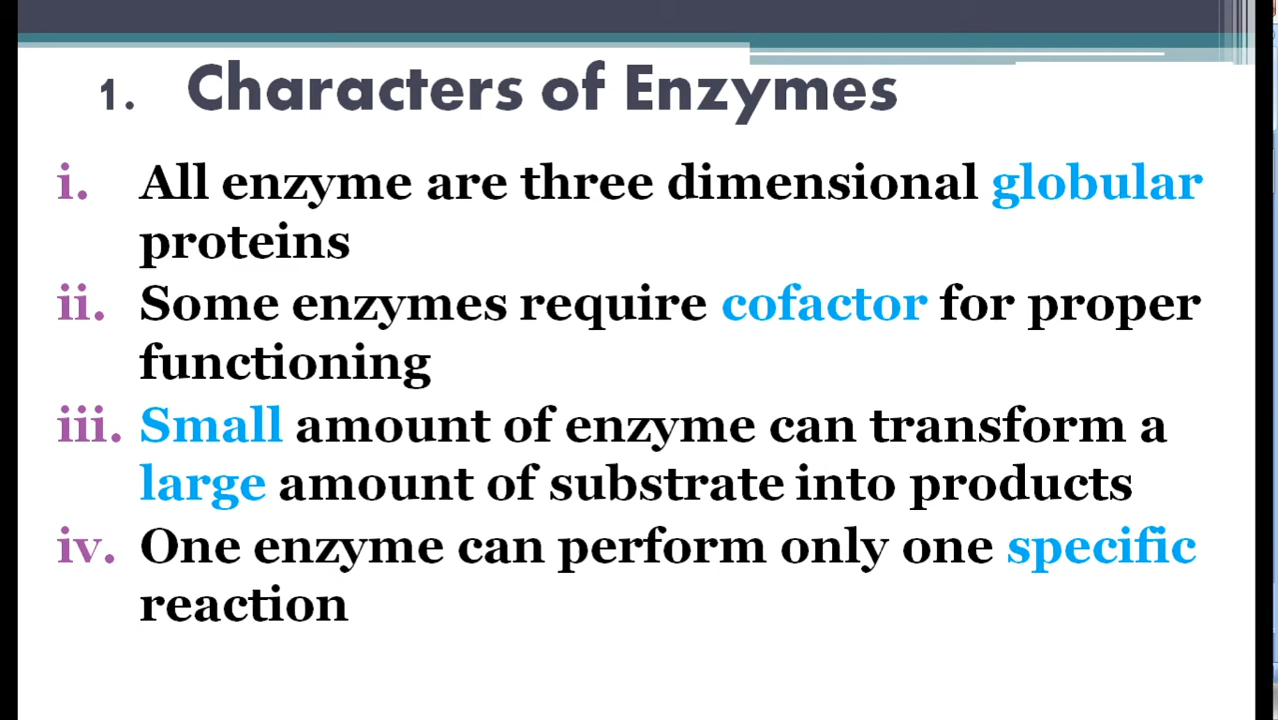 1. Characters of Enzymes
i. All enzyme are three dimensional globular
proteins
ii. Some enzymes require cofactor for proper
functioning
iii. Small amount of enzyme can transform a
large amount of substrate into products
iv. One enzyme can perform only one specific
reaction